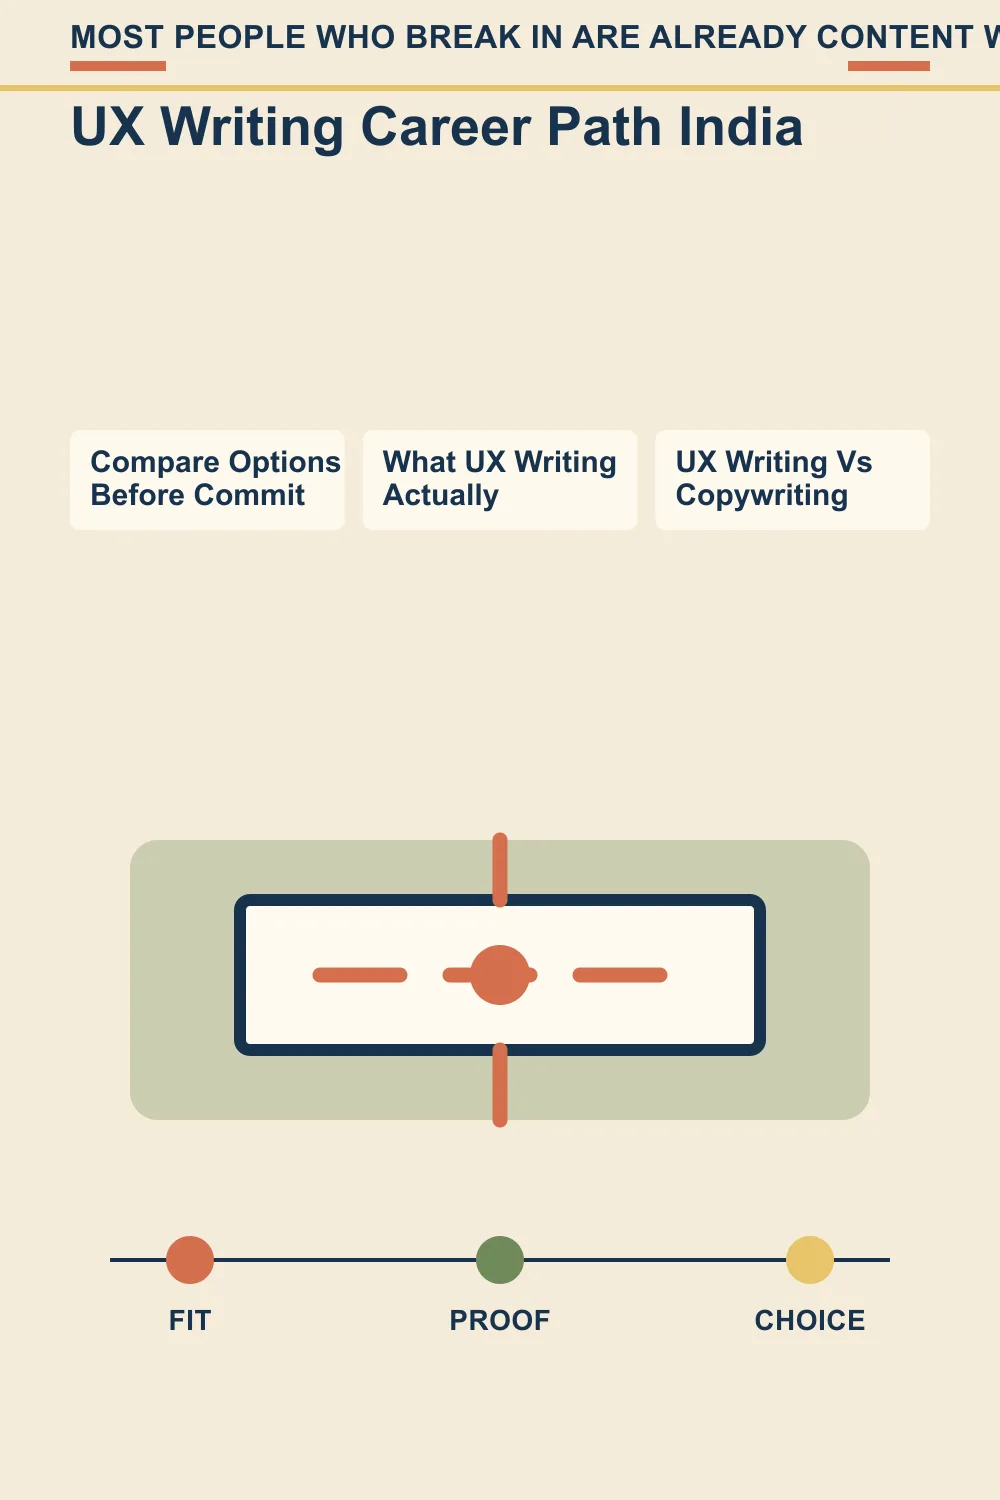 MOST PEOPLE WHO BREAK IN ARE ALREADY CONTENT
UX Writing Career Path India
Compare Options
Before Commit
What UX Writing
Actually
UX Writing Vs
Copywriting
FIT
PROOF
CHOICE